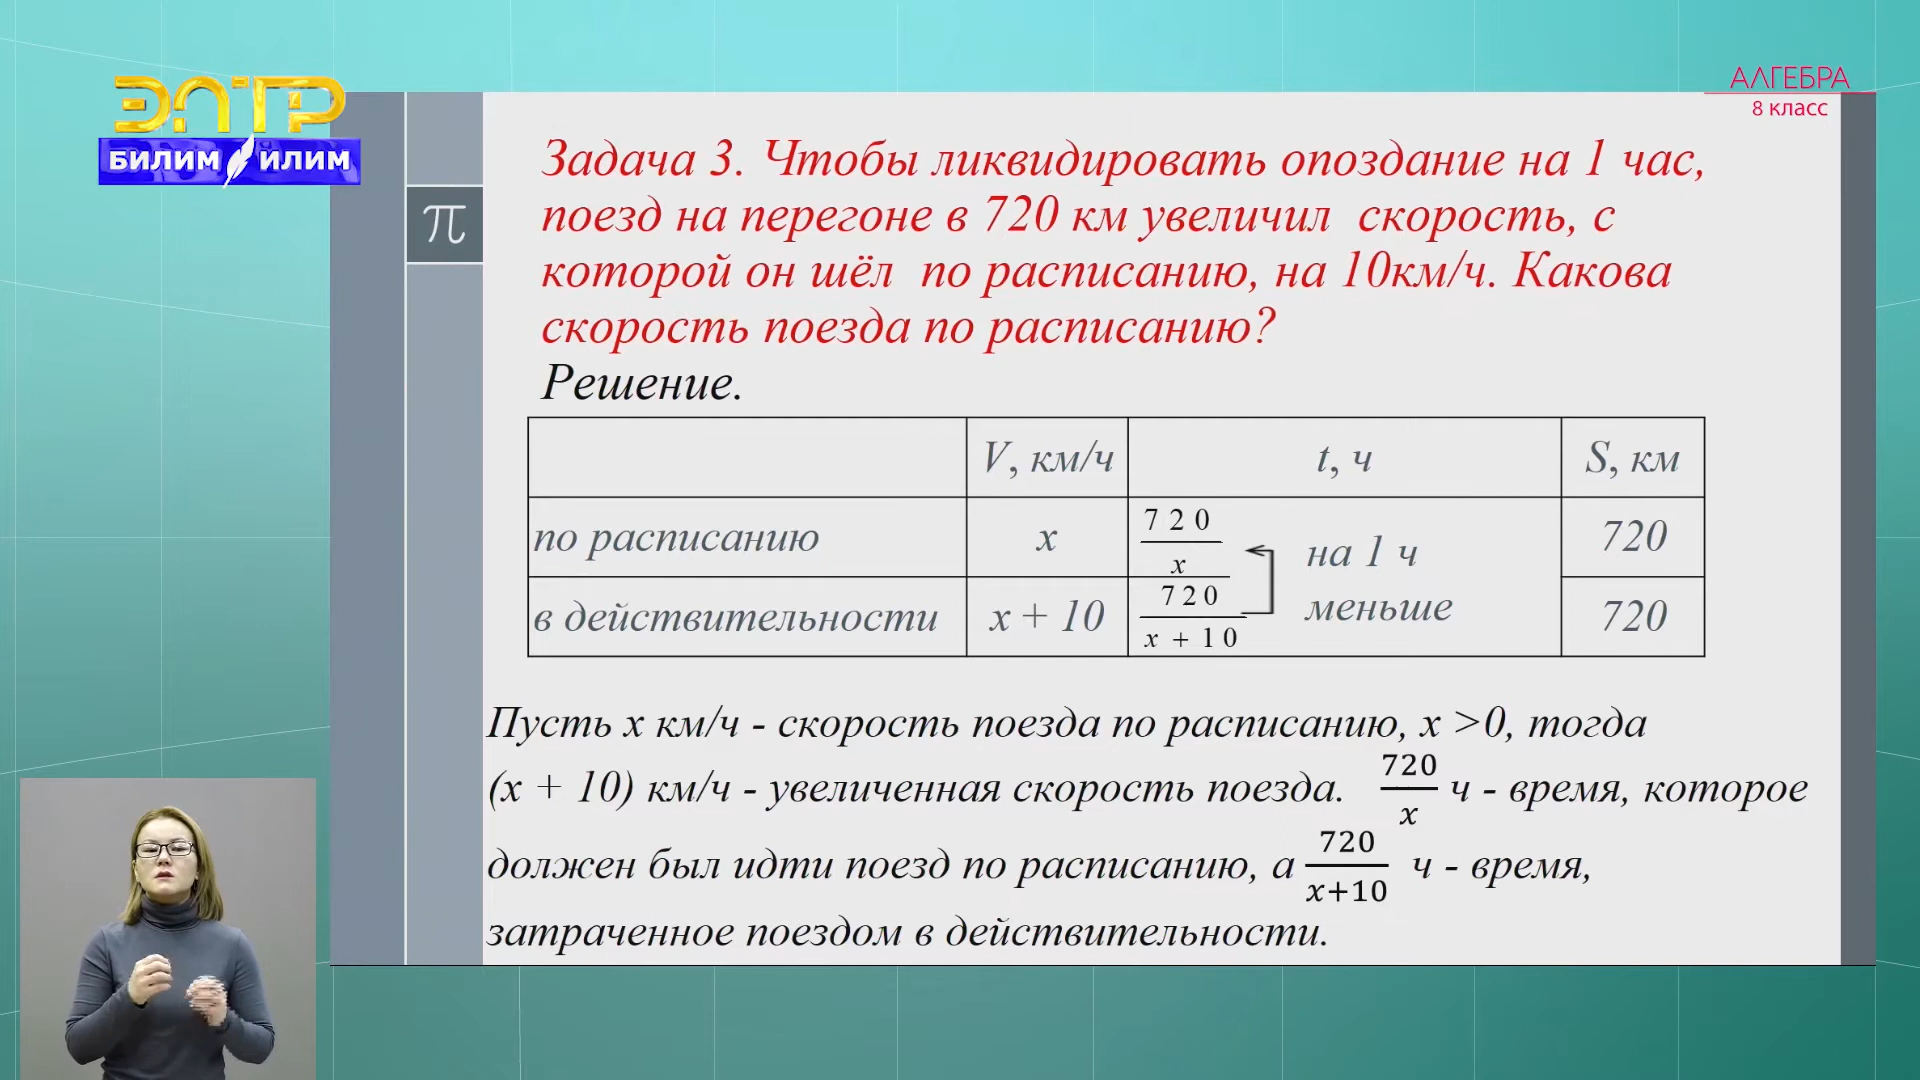 ЭЛТР
БИЛИМ ИЛИМ
АЛГЕБРА
8 класс
π
Задача 3. Чтобы ликвидировать опоздание на 1 час,
поезд на перегоне в 720 км увеличил скорость, с
которой он шёл по расписанию, на 10км/ч. Какова
скорость поезда по расписанию?
Решение.
V, км/ч t, ч S, км
по расписанию x 720/x на 1 ч 720
в действительности x + 10 720/x + 10 меньше 720
Пусть x км/ч - скорость поезда по расписанию, x >0, тогда
(x + 10) км/ч - увеличенная скорость поезда. 720/x ч - время, которое
должен был идти поезд по расписанию, а 720/x+10 ч - время,
затраченное поездом в действительности.